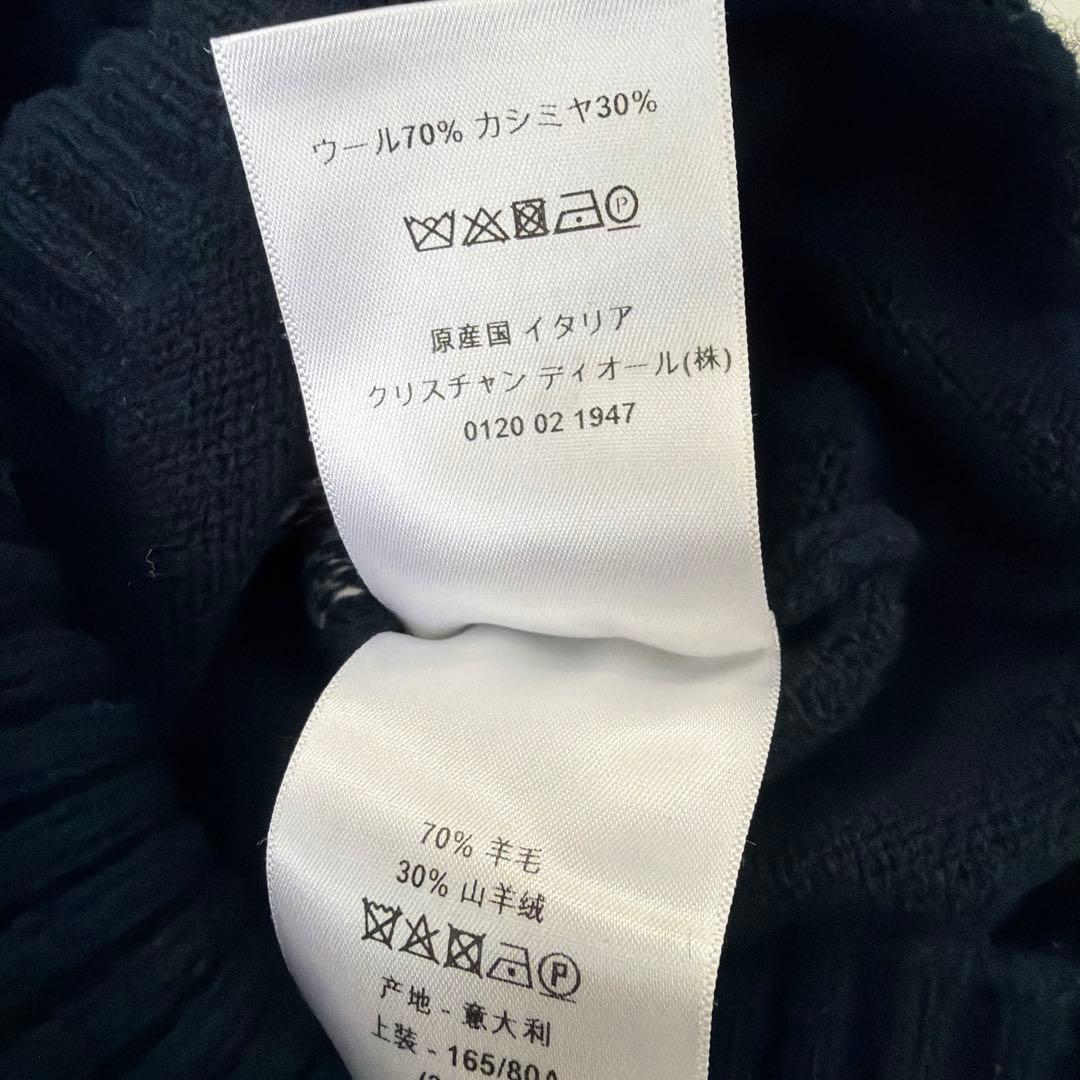 ウール70% カシミヤ30%
P
原産国 イタリア
クリスチャン ディオール(株)
0120 02 1947
70% 羊毛
30% 山羊绒
P
产地 - 意大利
上装 - 165/80A